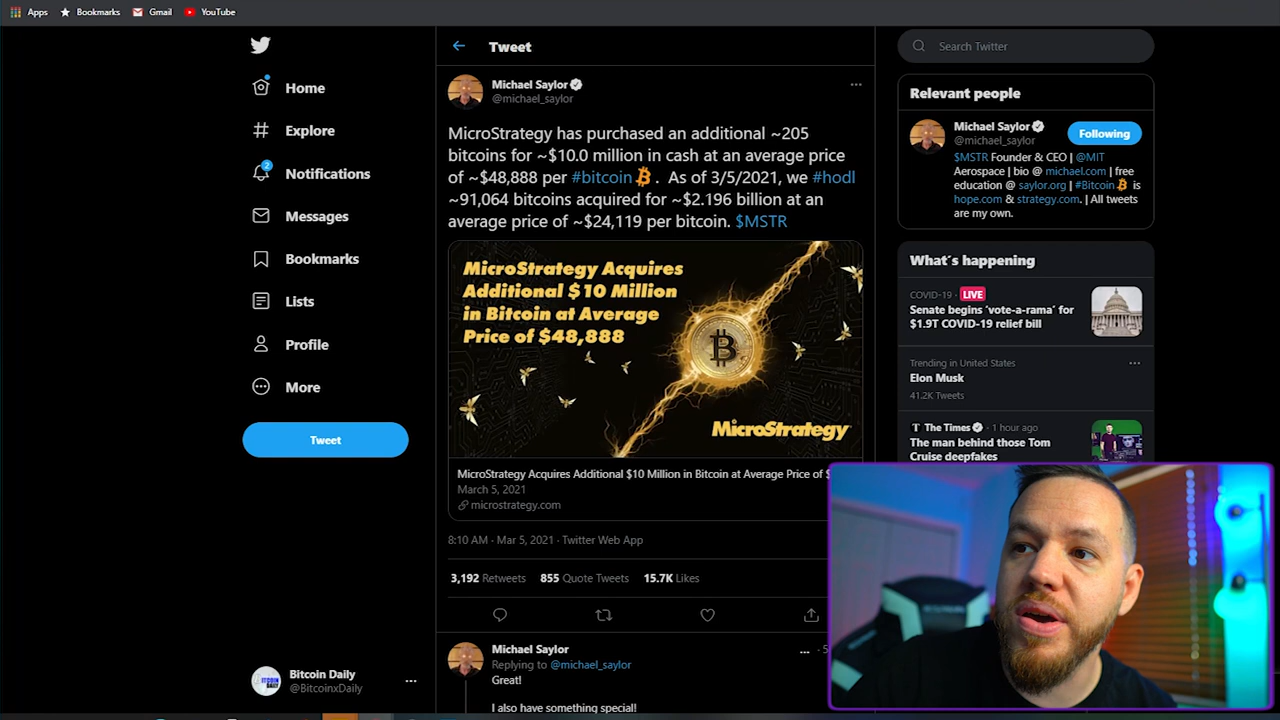 Apps Bookmarks Gmail YouTube
Home
Explore
2
Notifications
Messages
Bookmarks
Lists
Profile
More
Tweet
Bitcoin Daily
@BitcoinxDaily
Tweet
Michael Saylor
@michael_saylor
MicroStrategy has purchased an additional ~205
bitcoins for ~$10.0 million in cash at an average price
of ~$48,888 per #bitcoin. As of 3/5/2021, we #hodl
~91,064 bitcoins acquired for ~$2.196 billion at an
average price of ~$24,119 per bitcoin. $MSTR
MicroStrategy Acquires
Additional $10 Million
in Bitcoin at Average
Price of $48,888
MicroStrategy
MicroStrategy Acquires Additional $10 Million in Bitcoin at Average Price of $
March 5, 2021
microstrategy.com
8:10 AM · Mar 5, 2021 · Twitter Web App
3,192 Retweets 855 Quote Tweets 15.7K Likes
Michael Saylor
Replying to @michael_saylor
Great!
I also have something special!
Search Twitter
Relevant people
Michael Saylor
@michael_saylor
Following
$MSTR Founder & CEO | @MIT
Aerospace | bio @ michael.com | free
education @ saylor.org | #Bitcoin is
hope.com & strategy.com. | All tweets
are my own.
What's happening
COVID-19 · LIVE
Senate begins 'vote-a-rama' for
$1.9T COVID-19 relief bill
Trending in United States
Elon Musk
41.2K Tweets
The Times · 1 hour ago
The man behind those Tom
Cruise deepfakes